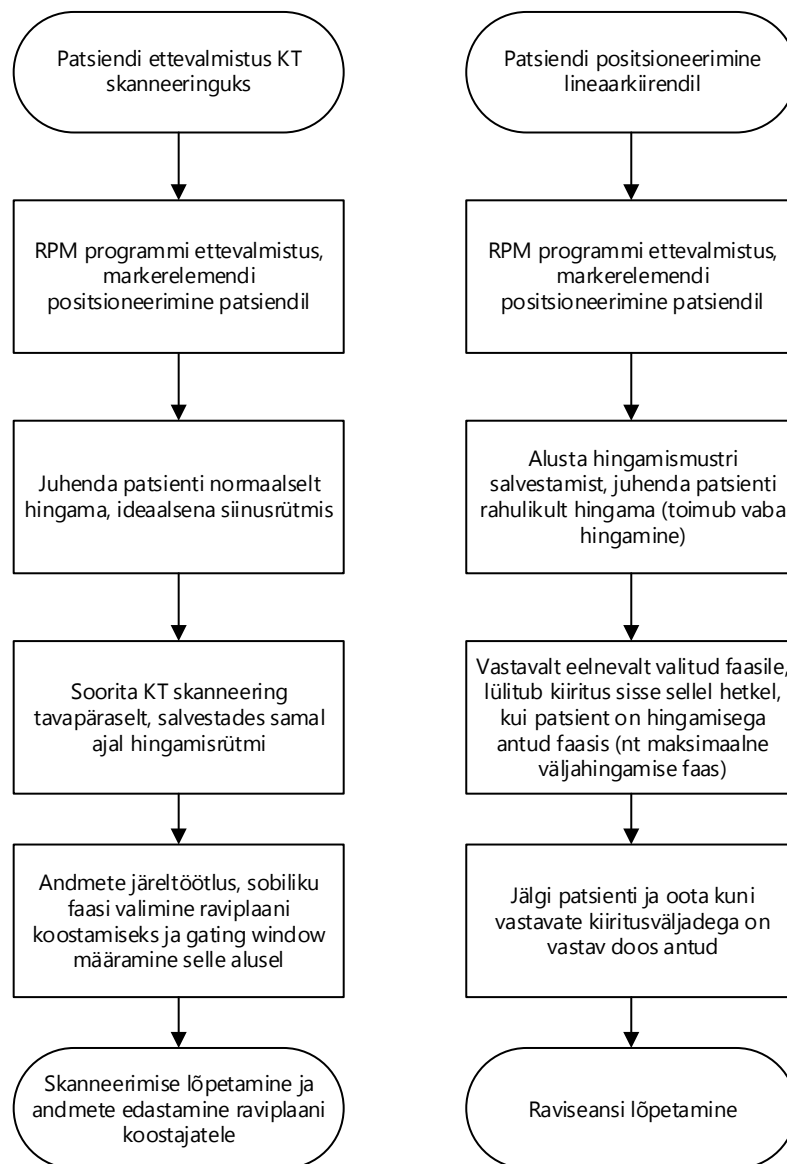 Patsiendi ettevalmistus KT
skanneeringuks
RPM programmi ettevalmistus,
markerelemendi
positsioneerimine patsiendil
Juhenda patsienti normaalselt
hingama, ideaalsena siinusrütmis
Soorita KT skanneering
tavapäraselt, salvestades samal
ajal hingamisrütmi
Andmete järeltöötlus, sobiliku
faasi valimine raviplaani
koostamiseks ja gating window
määramine selle alusel
Skanneerimise lõpetamine ja
andmete edastamine raviplaani
koostajatele
Patsiendi positsioneerimine
lineaarkiirendil
RPM programmi ettevalmistus,
markerelemendi
positsioneerimine patsiendil
Alusta hingamismustri
salvestamist, juhenda patsienti
rahulikult hingama (toimub vaba
hingamine)
Vastavalt eelnevalt valitud faasile,
lülitub kiiritus sisse sellel hetkel,
kui patsient on hingamisega
antud faasis (nt maksimaalne
väljahingamise faas)
Jälgi patsienti ja oota kuni
vastavate kiiritusväljadega on
vastav doos antud
Raviseansi lõpetamine